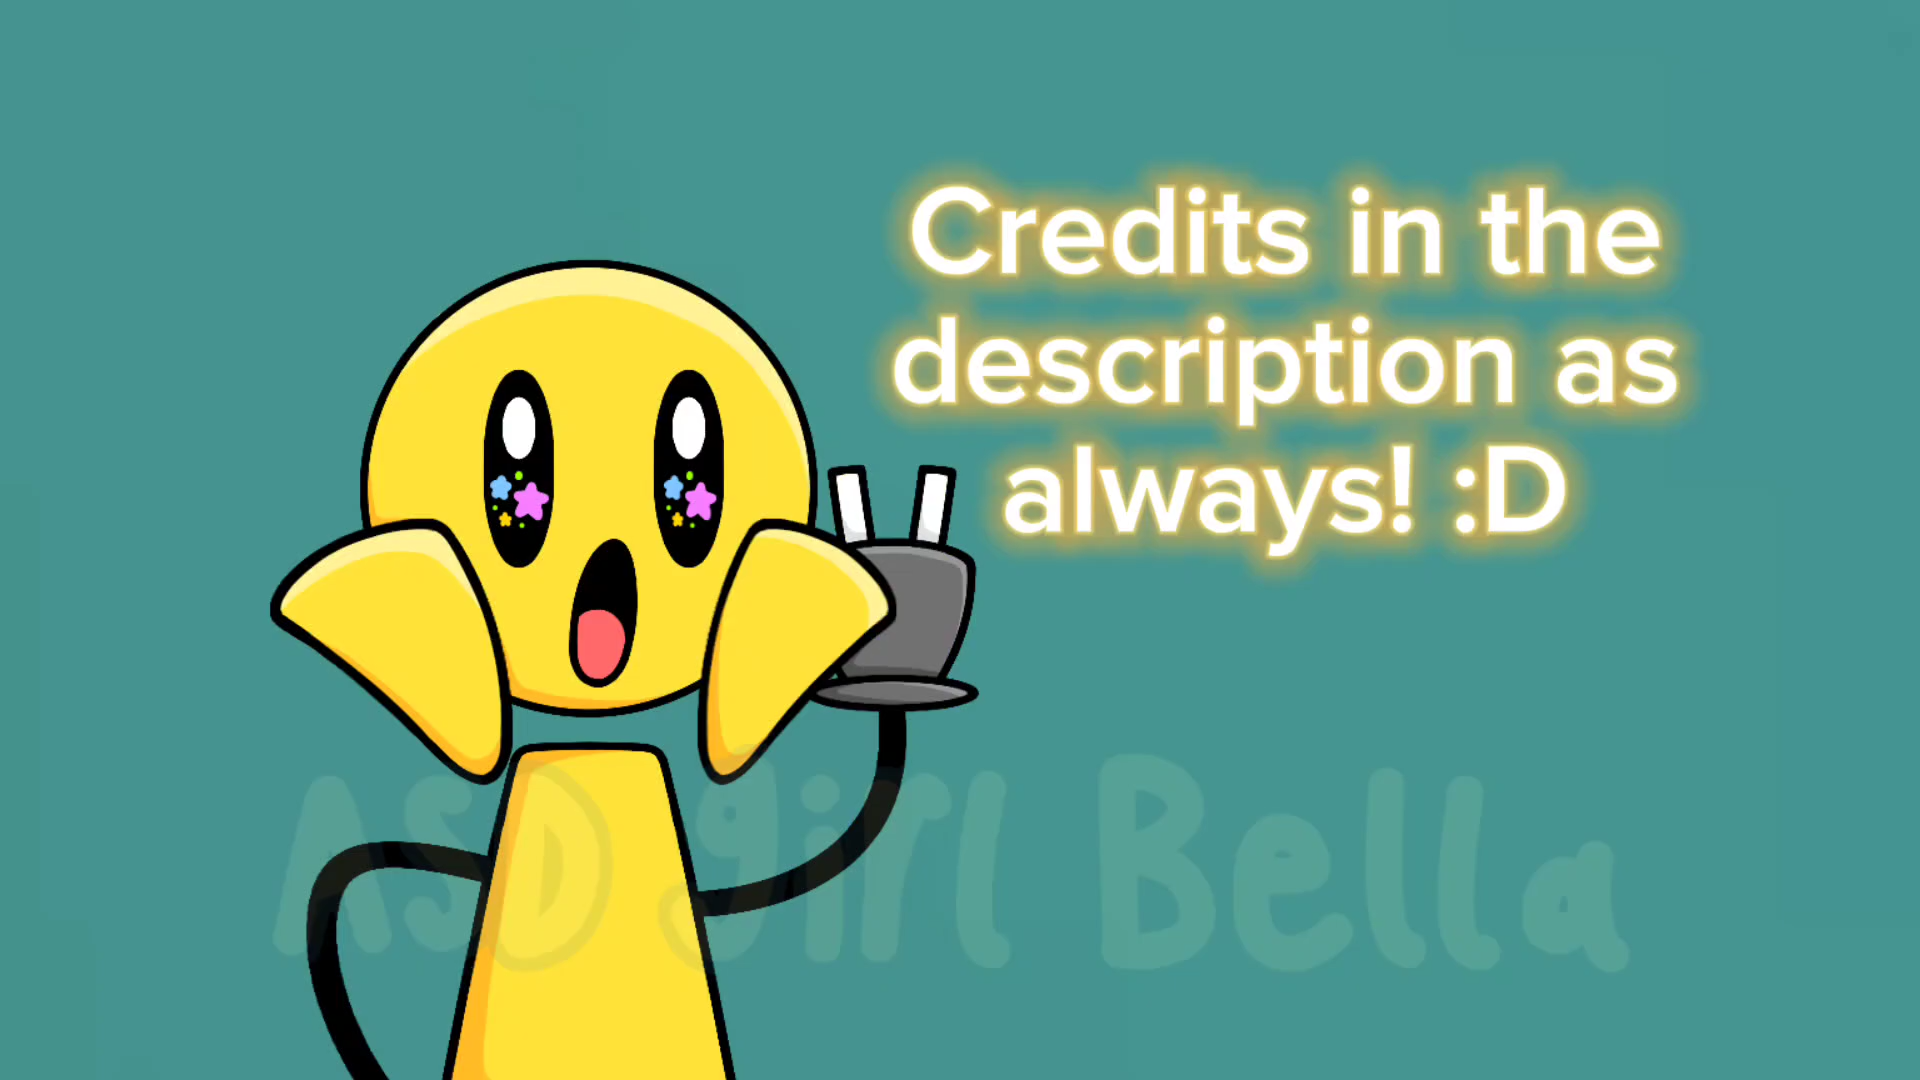 Credits in the
description as
always! :D
ASD girl Bella